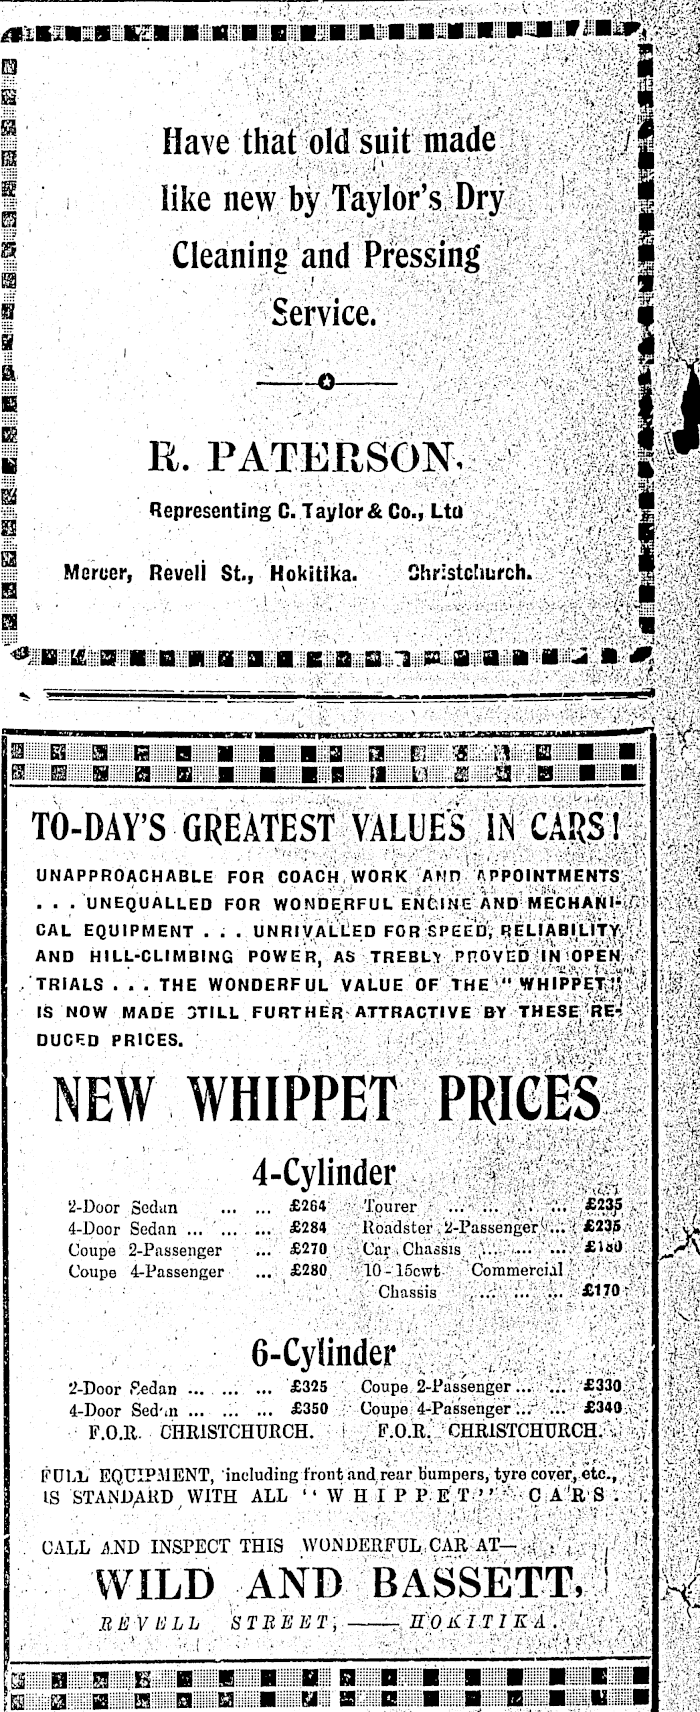 Have that old suit made
like new by Taylor's Dry
Cleaning and Pressing
Service.
R. PATERSON,
Representing C. Taylor & Co., Ltd
Mercer, Revell St., Hokitika. Christchurch.
TO-DAY'S GREATEST VALUES IN CARS!
UNAPPROACHABLE FOR COACH WORK AND APPOINTMENTS
. . . UNEQUALLED FOR WONDERFUL ENGINE AND MECHANI-
CAL EQUIPMENT . . . UNRIVALLED FOR SPEED, RELIABILITY
AND HILL-CLIMBING POWER, AS TREBLY PROVED IN OPEN
TRIALS . . . THE WONDERFUL VALUE OF THE "WHIPPET"
IS NOW MADE STILL FURTHER ATTRACTIVE BY THESE RE-
DUCED PRICES.
NEW WHIPPET PRICES
4-Cylinder
2-Door Sedan ... ... £264
4-Door Sedan ... ... ... £284
Coupe 2-Passenger ... £270
Coupe 4-Passenger ... £280
Tourer ... ... ... ... £235
Roadster 2-Passenger ... £235
Car Chassis ... ... ... £180
10-15cwt Commercial
Chassis ... ... ... £170
6-Cylinder
2-Door Sedan ... ... ... £325
4-Door Sedan ... ... ... £350
F.O.R. CHRISTCHURCH.
Coupe 2-Passenger ... ... £330
Coupe 4-Passenger ... ... £340
F.O.R. CHRISTCHURCH.
FULL EQUIPMENT, including front and rear bumpers, tyre cover, etc.,
IS STANDARD WITH ALL "WHIPPET" CARS.
CALL AND INSPECT THIS WONDERFUL CAR AT—
WILD AND BASSETT,
REVELL STREET, —— HOKITIKA.